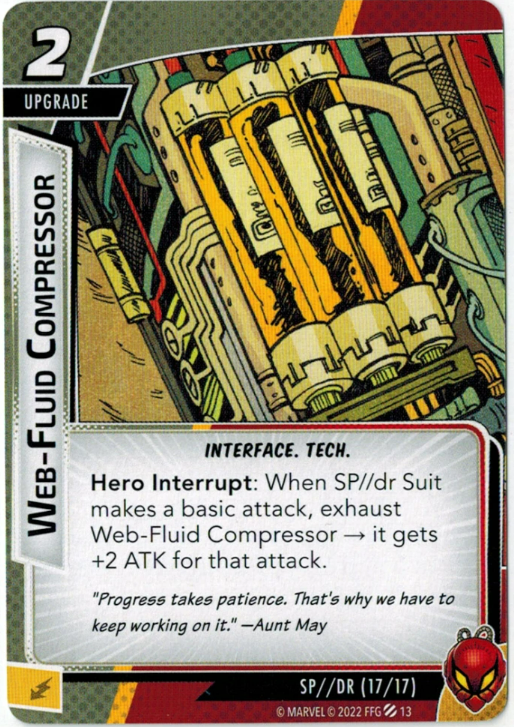 2
UPGRADE
WEB-FLUID COMPRESSOR
INTERFACE. TECH.
Hero Interrupt: When SP//dr Suit
makes a basic attack, exhaust
Web-Fluid Compressor → it gets
+2 ATK for that attack.
"Progress takes patience. That's why we have to
keep working on it." —Aunt May
SP//DR (17/17)
© MARVEL © 2022 FFG 13